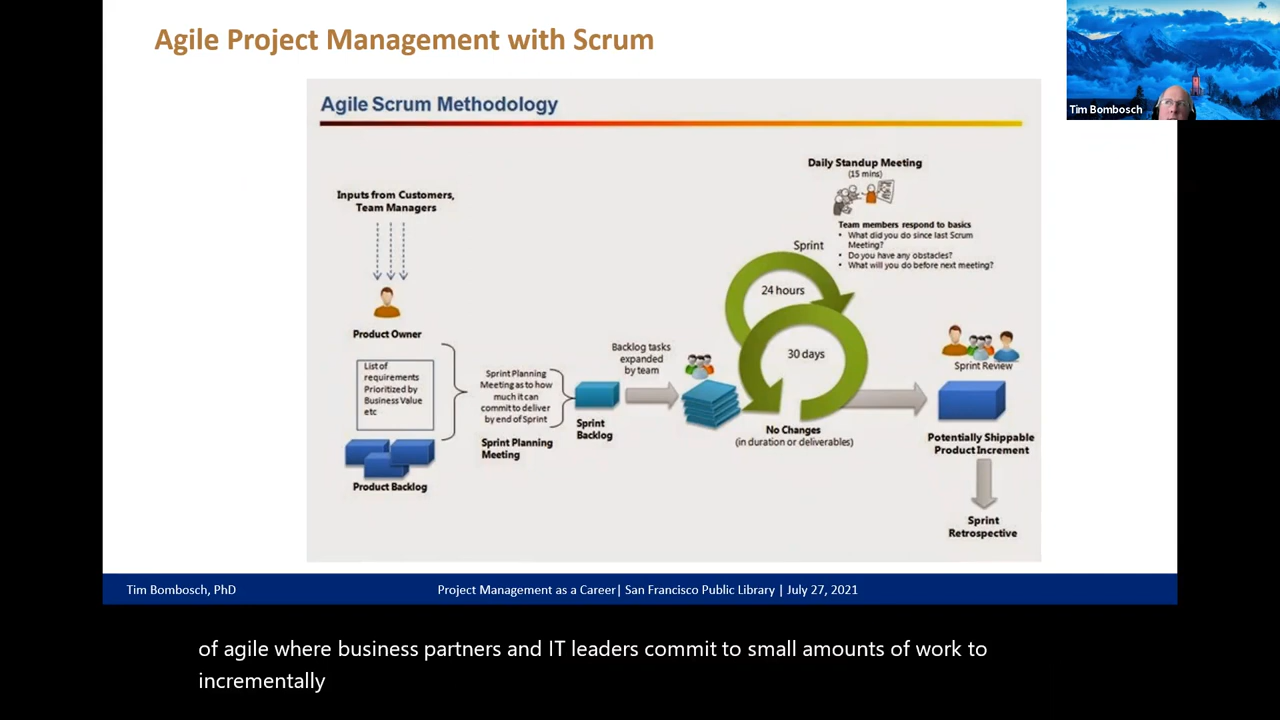 Agile Project Management with Scrum
Tim Bombosch
Agile Scrum Methodology
Inputs from Customers,
Team Managers
Product Owner
List of
requirements
Prioritized by
Business Value
etc
Product Backlog
Sprint Planning
Meeting as to how
much it can
commit to deliver
by end of Sprint
Sprint Planning
Meeting
Sprint
Backlog
Backlog tasks
expanded
by team
Daily Standup Meeting
(15 mins)
Team members respond to basics
• What did you do since last Scrum
Meeting?
• Do you have any obstacles?
• What will you do before next meeting?
Sprint
24 hours
30 days
No Changes
(in duration or deliverables)
Sprint Review
Potentially Shippable
Product Increment
Sprint
Retrospective
Tim Bombosch, PhD
Project Management as a Career| San Francisco Public Library | July 27, 2021
of agile where business partners and IT leaders commit to small amounts of work to
incrementally